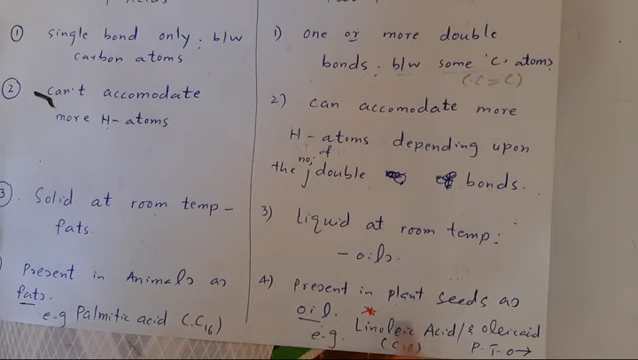 ① single bond only; b/w
carbon atoms
② can't accomodate
more H-atoms
③. Solid at room temp -
fats.
Present in Animals as
fats.
e.g Palmitic acid (C16)
1) one or more double
bonds; b/w some 'C' atoms
(C=C)
2) can accomodate more
H-atoms depending upon
the no; of double bonds.
3) Liquid at room temp:
- oils.
4) present in plant seeds as
oil.
e.g. Linoleic Acid/&
(C18)
P.T.O→